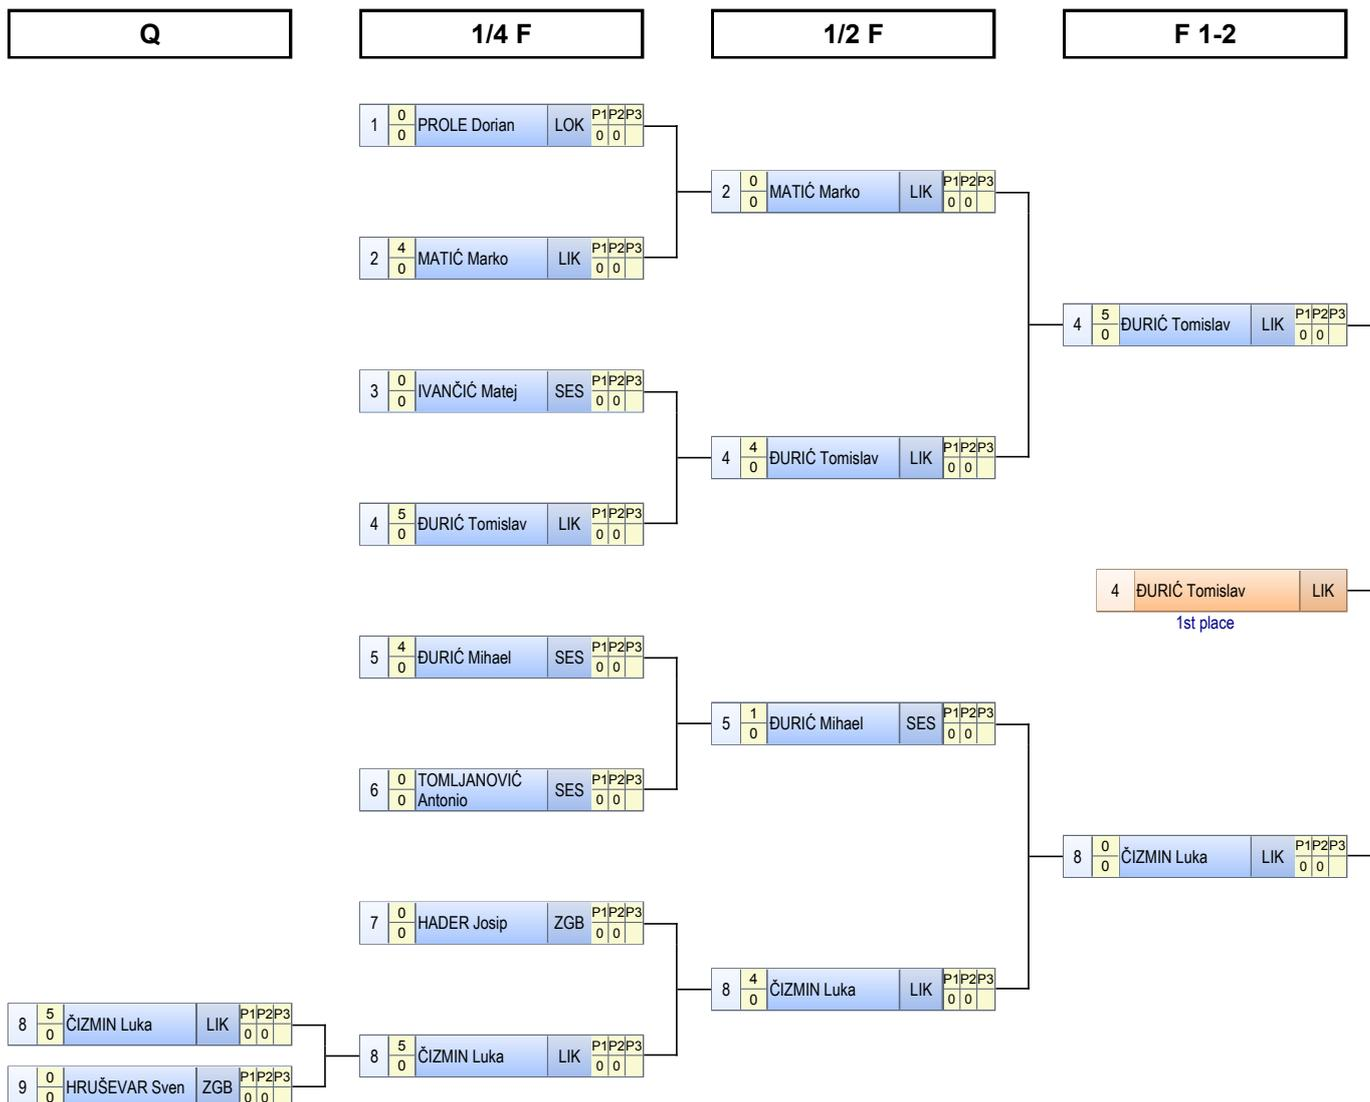 Q 1/4 F 1/2 F F 1-2
1 0 PROLE Dorian LOK P1 P2 P3
0 0 0
2 0 MATIĆ Marko LIK P1 P2 P3
0 0 0
2 4 MATIĆ Marko LIK P1 P2 P3
0 0 0
4 5 ĐURIĆ Tomislav LIK P1 P2 P3
0 0 0
3 0 IVANČIĆ Matej SES P1 P2 P3
0 0 0
4 4 ĐURIĆ Tomislav LIK P1 P2 P3
0 0 0
4 5 ĐURIĆ Tomislav LIK P1 P2 P3
0 0 0
4 ĐURIĆ Tomislav LIK
1st place
5 4 ĐURIĆ Mihael SES P1 P2 P3
0 0 0
5 1 ĐURIĆ Mihael SES P1 P2 P3
0 0 0
6 0 TOMLJANOVIĆ SES P1 P2 P3
0 Antonio 0 0
8 0 ČIZMIN Luka LIK P1 P2 P3
0 0 0
7 0 HADER Josip ZGB P1 P2 P3
0 0 0
8 4 ČIZMIN Luka LIK P1 P2 P3
0 0 0
8 5 ČIZMIN Luka LIK P1 P2 P3
0 0 0
8 5 ČIZMIN Luka LIK P1 P2 P3
0 0 0
9 0 HRUŠEVAR Sven ZGB P1 P2 P3
0 0 0